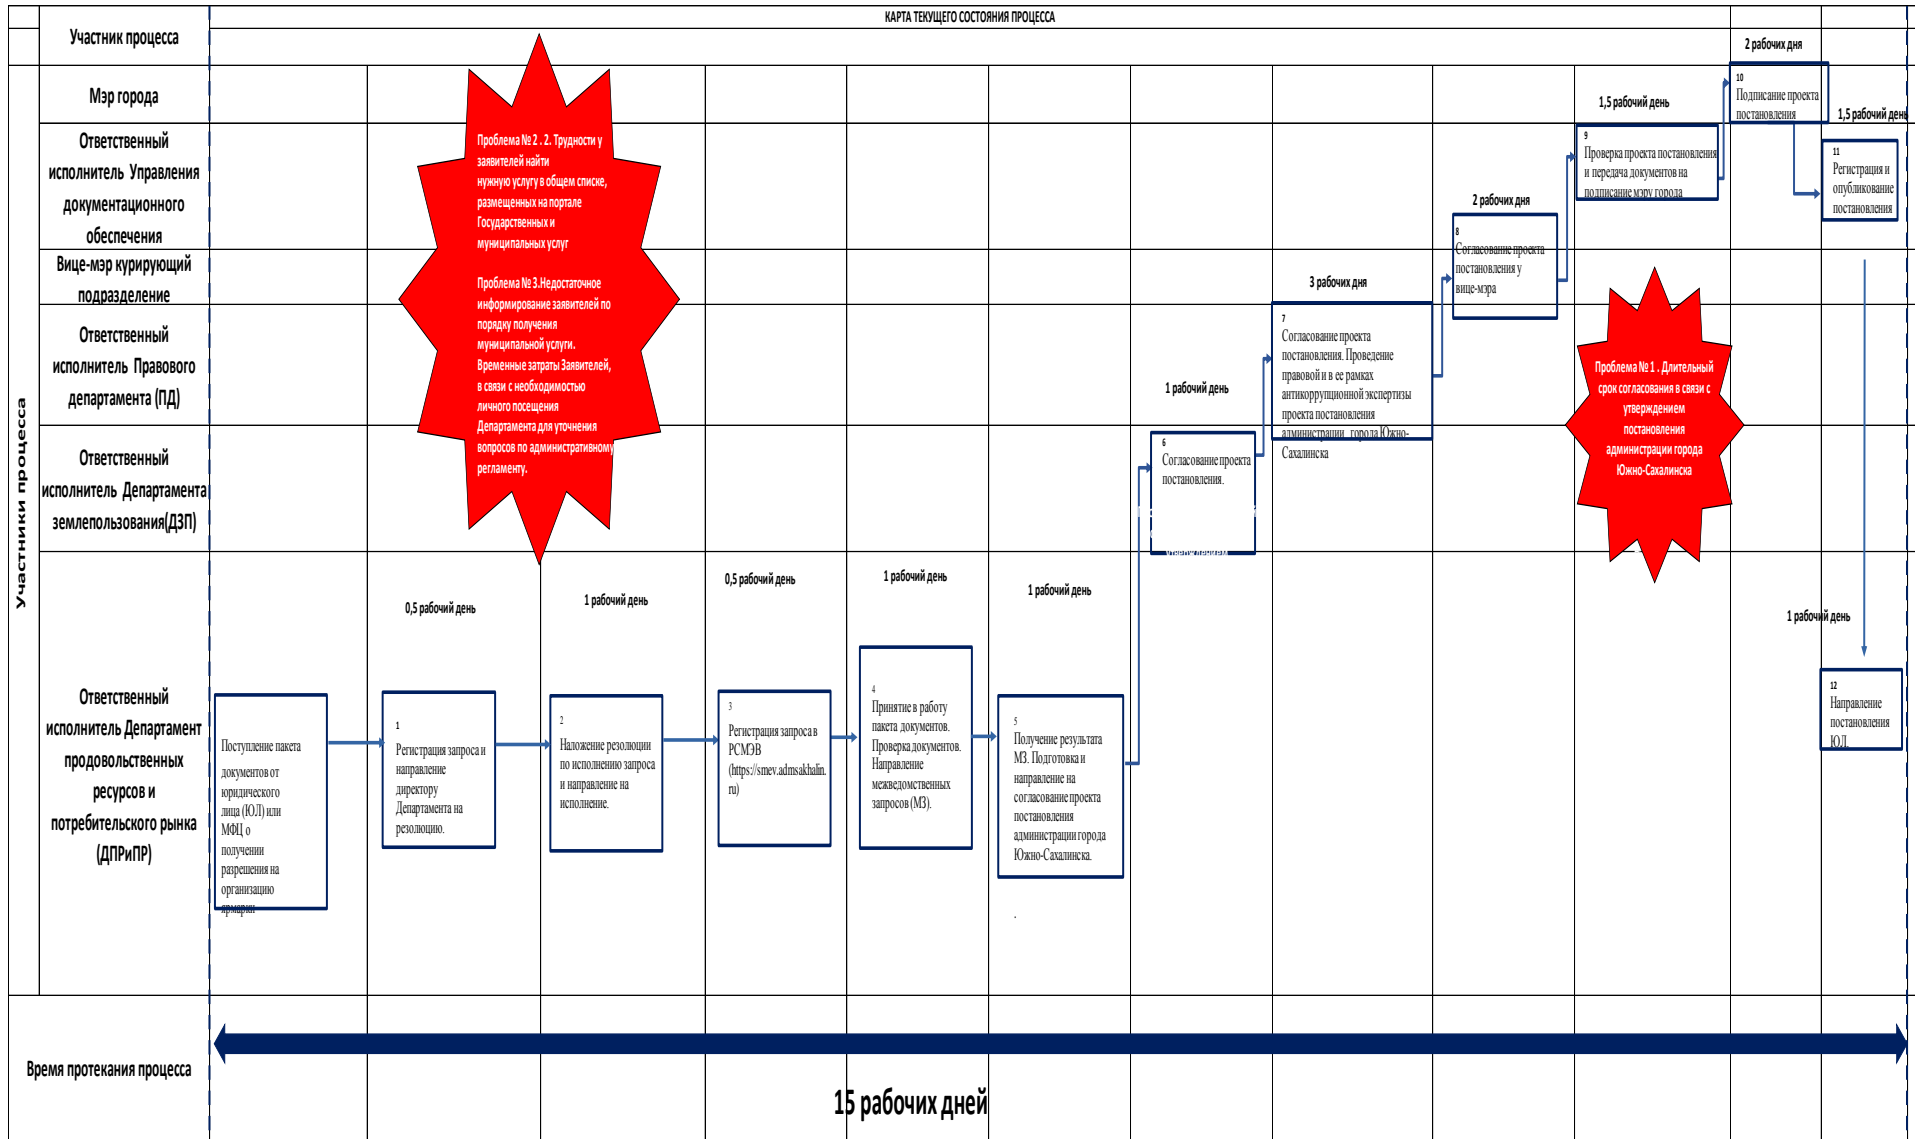 КАРТА ТЕКУЩЕГО СОСТОЯНИЯ ПРОЦЕССА
Участник процесса
Участники процесса
Мэр города
Ответственный
исполнитель Управления
документационного
обеспечения
Вице-мэр курирующий
подразделение
Ответственный
исполнитель Правового
департамента (ПД)
Ответственный
исполнитель Департамента
землепользования(ДЗП)
Ответственный
исполнитель Департамент
продовольственных
ресурсов и
потребительского рынка
(ДПРиПР)
Проблема № 2 . 2. Трудности у
заявителей найти
нужную услугу в общем списке,
размещенных на портале
Государственных и
муниципальных услуг
Проблема № 3.Недостаточное
информирование заявителей по
порядку получения
муниципальной услуги.
Временные затраты Заявителей,
в связи с необходимостью
личного посещения
Департамента для уточнения
вопросов по административному
регламенту.
Проблема № 1 . Длительный
срок согласования в связи с
утверждением
постановления
администрации города
Южно-Сахалинска
Поступление пакета
документов от
юридического
лица (ЮЛ) или
МФЦ о
получении
разрешения на
организацию
ярмарки
0,5 рабочий день
1
Регистрация запроса и
направление
директору
Департамента на
резолюцию.
1 рабочий день
2
Наложение резолюции
по исполнению запроса
и направление на
исполнение.
0,5 рабочий день
3
Регистрация запроса в
РСМЭВ
(https://smev.admsakhalin.
ru)
1 рабочий день
4
Принятие в работу
пакета документов.
Проверка документов.
Направление
межведомственных
запросов (МЗ).
1 рабочий день
5
Получение результата
МЗ. Подготовка и
направление на
согласование проекта
постановления
администрации города
Южно-Сахалинска.
.
1 рабочий день
6
Согласование проекта
постановления.
утверждением
3 рабочих дня
7
Согласование проекта
постановления. Проведение
правовой и в ее рамках
антикоррупционной экспертизы
проекта постановления
администрации города Южно-
Сахалинска
2 рабочих дня
8
Согласование проекта
постановления у
вице-мэра
1,5 рабочий день
9
Проверка проекта постановления
и передача документов на
подписание мэру города
2 рабочих дня
10
Подписание проекта
постановления
1,5 рабочий день
11
Регистрация и
опубликование
постановления
1 рабочий день
12
Направление
постановления
ЮЛ.
Время протекания процесса
15 рабочих дней